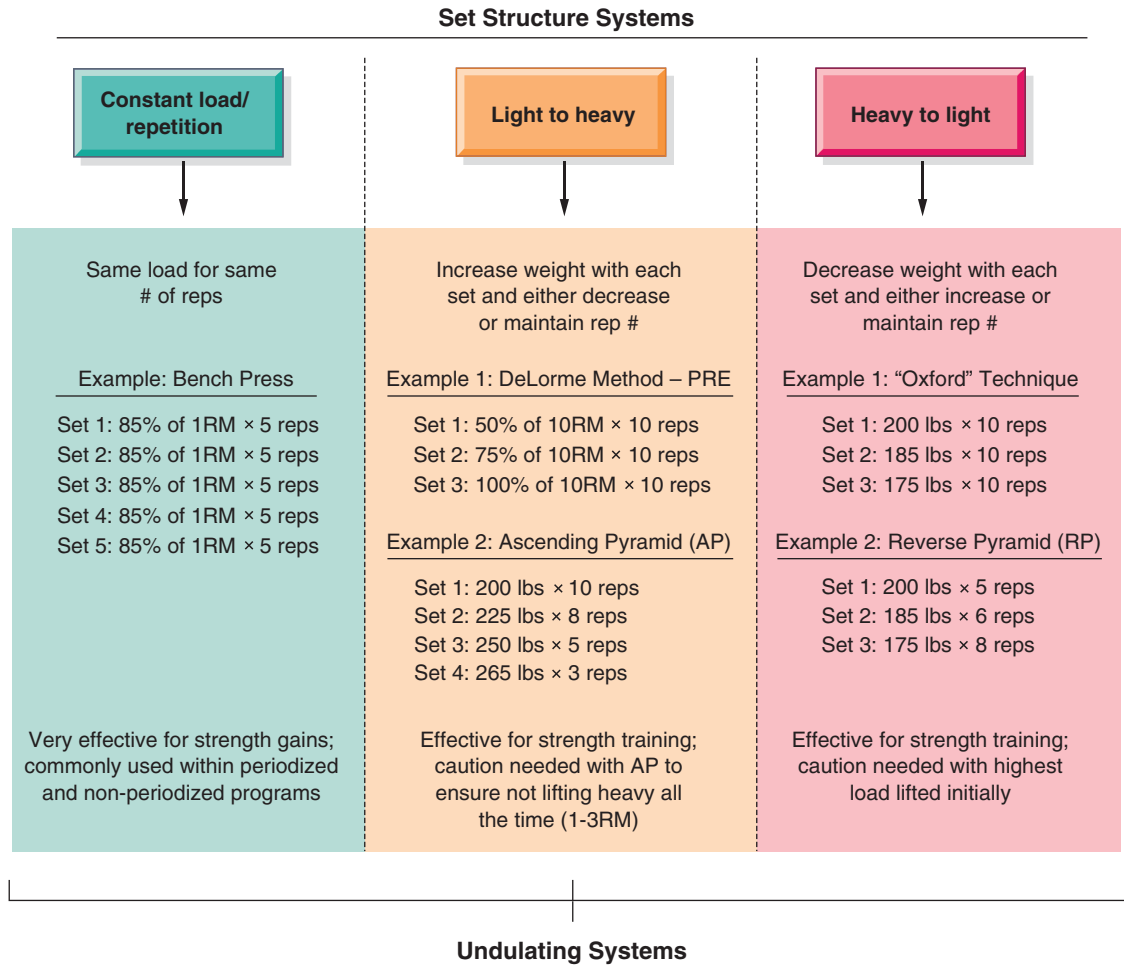 Set Structure Systems
Constant load/
repetition
Same load for same
# of reps
Example: Bench Press
Set 1: 85% of 1RM × 5 reps
Set 2: 85% of 1RM × 5 reps
Set 3: 85% of 1RM × 5 reps
Set 4: 85% of 1RM × 5 reps
Set 5: 85% of 1RM × 5 reps
Very effective for strength gains;
commonly used within periodized
and non-periodized programs
Light to heavy
Increase weight with each
set and either decrease
or maintain rep #
Example 1: DeLorme Method – PRE
Set 1: 50% of 10RM × 10 reps
Set 2: 75% of 10RM × 10 reps
Set 3: 100% of 10RM × 10 reps
Example 2: Ascending Pyramid (AP)
Set 1: 200 lbs × 10 reps
Set 2: 225 lbs × 8 reps
Set 3: 250 lbs × 5 reps
Set 4: 265 lbs × 3 reps
Effective for strength training;
caution needed with AP to
ensure not lifting heavy all
the time (1-3RM)
Heavy to light
Decrease weight with each
set and either increase or
maintain rep #
Example 1: “Oxford” Technique
Set 1: 200 lbs × 10 reps
Set 2: 185 lbs × 10 reps
Set 3: 175 lbs × 10 reps
Example 2: Reverse Pyramid (RP)
Set 1: 200 lbs × 5 reps
Set 2: 185 lbs × 6 reps
Set 3: 175 lbs × 8 reps
Effective for strength training;
caution needed with highest
load lifted initially
Undulating Systems